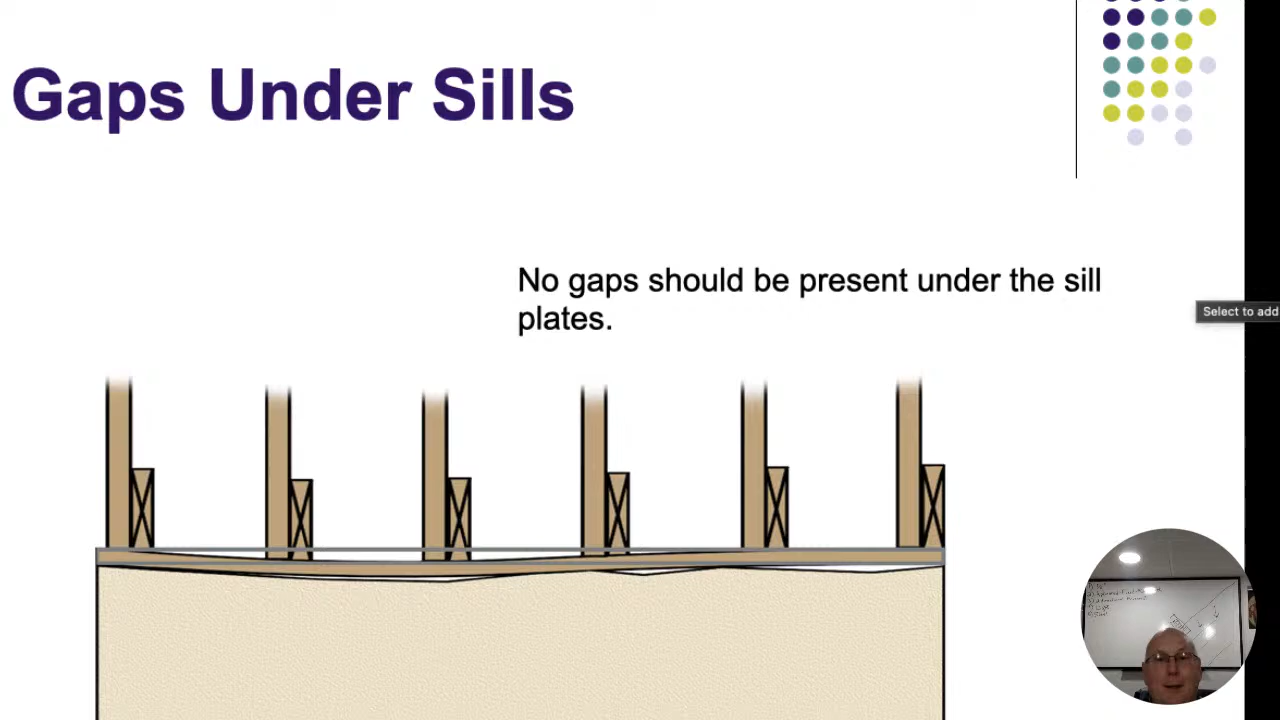 Gaps Under Sills
No gaps should be present under the sill
plates.
Select to add